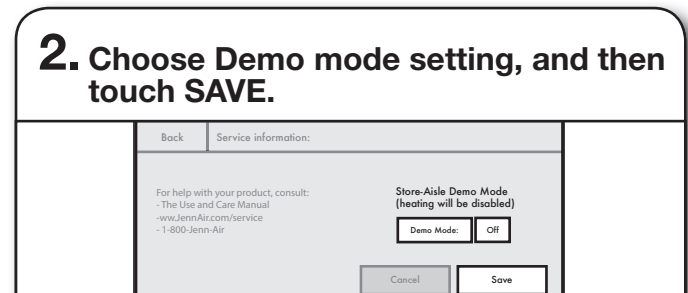 2. Choose Demo mode setting, and then
touch SAVE.
Back Service information:
For help with your product, consult:
- The Use and Care Manual
-ww.JennAir.com/service
- 1-800-Jenn-Air
Store-Aisle Demo Mode
(heating will be disabled)
Demo Mode: Off
Cancel Save